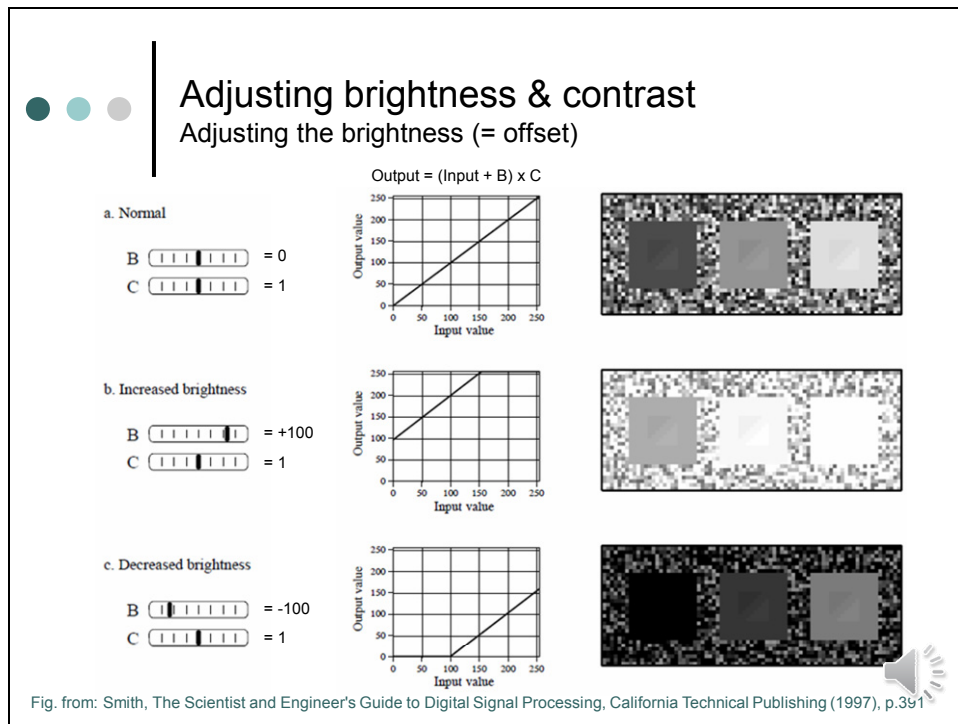 Adjusting brightness & contrast
Adjusting the brightness (= offset)
Output = (Input + B) x C
a. Normal
B = 0
C = 1
Output value
250
200
150
100
50
0
0 50 100 150 200 250
Input value
b. Increased brightness
B = +100
C = 1
Output value
250
200
150
100
50
0
0 50 100 150 200 250
Input value
c. Decreased brightness
B = -100
C = 1
Output value
250
200
150
100
50
0
0 50 100 150 200 250
Input value
Fig. from: Smith, The Scientist and Engineer's Guide to Digital Signal Processing, California Technical Publishing (1997), p.391